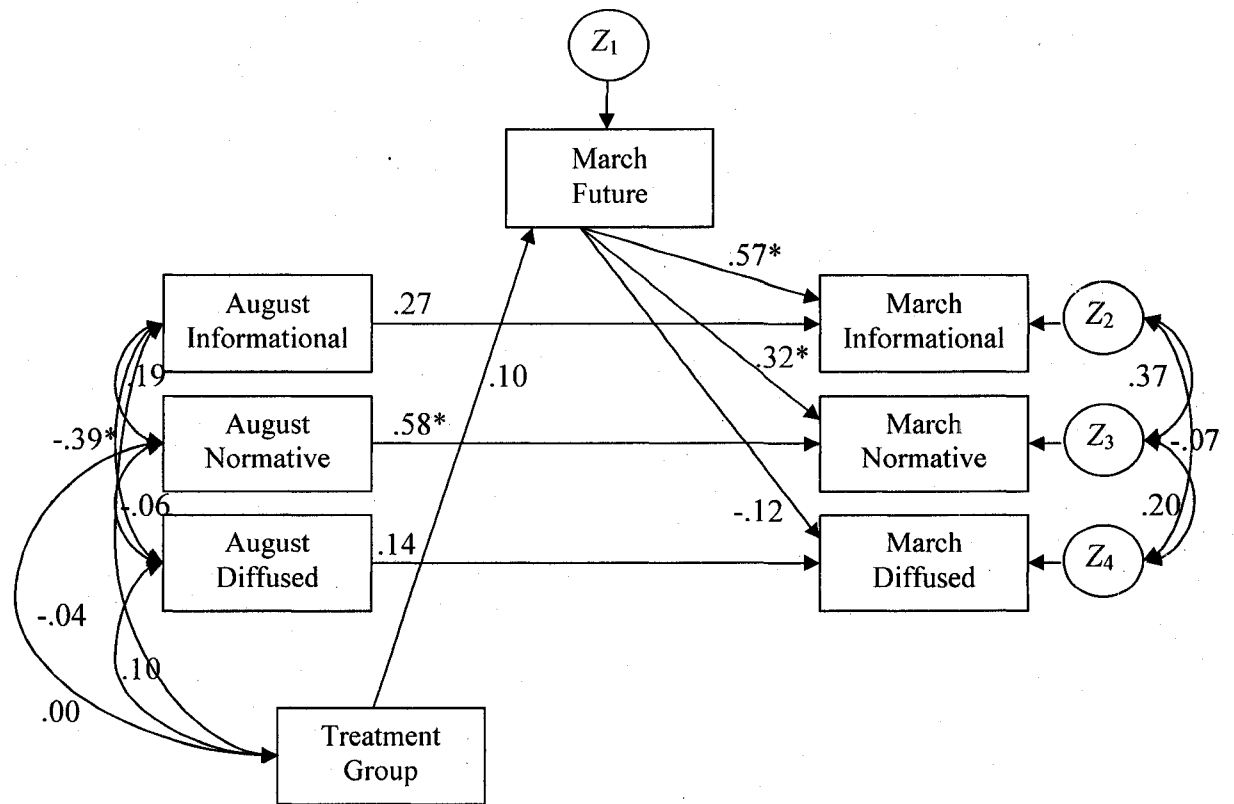 Z1
March
Future
.57*
August
Informational
.27
March
Informational
Z2
.19
.10
.32*
.37
-.39*
August
Normative
.58*
March
Normative
Z3
-.07
-.06
-.12
.20
August
Diffused
.14
March
Diffused
Z4
-.04
.10
.00
Treatment
Group